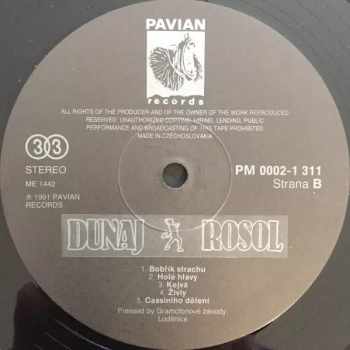 PAVIAN
records
ALL RIGHTS OF THE PRODUCER AND OF THE OWNER OF THE WORK REPRODUCED
RESERVED. UNAUTHORIZED COPYING, HIRING, LENDING, PUBLIC
PERFORMANCE AND BROADCASTING OF THIS TAPE PROHIBITED
MADE IN CZECHOSLOVAKIA
33
STEREO
ME 1442
℗ 1991 PAVIAN
RECORDS
PM 0002-1 311
Strana B
DUNAJ ROSOL
1. Bobřík strachu
2. Holé hlavy
3. Kejvá
4. Živly
5. Cassiniho dělení
Pressed by Gramofonové závody
Loděnice